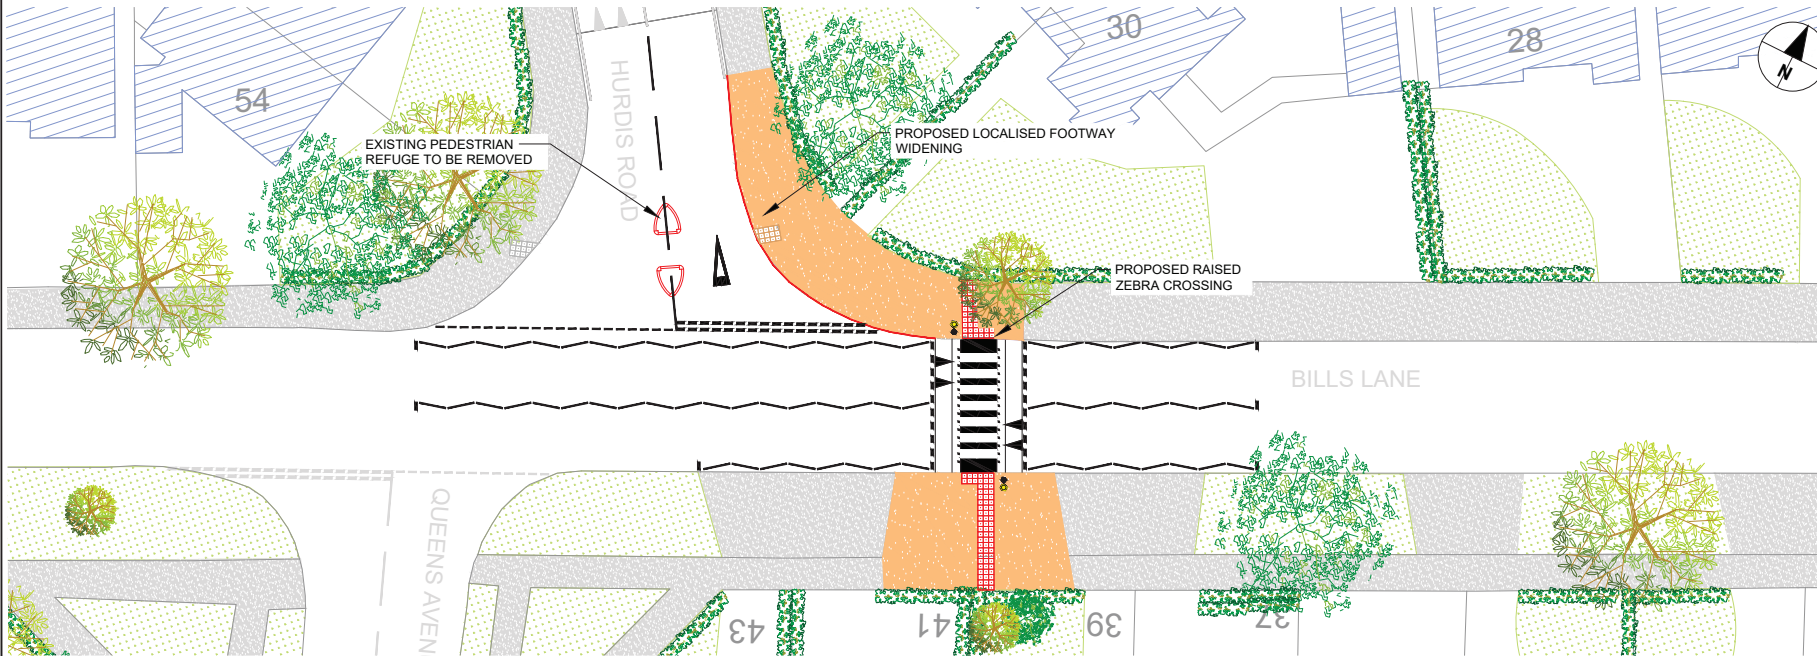 30
28
N
54
HURDIS ROAD
EXISTING PEDESTRIAN
REFUGE TO BE REMOVED
PROPOSED LOCALISED FOOTWAY
WIDENING
PROPOSED RAISED
ZEBRA CROSSING
BILLS LANE
QUEENS AVEN
43
41
39
37